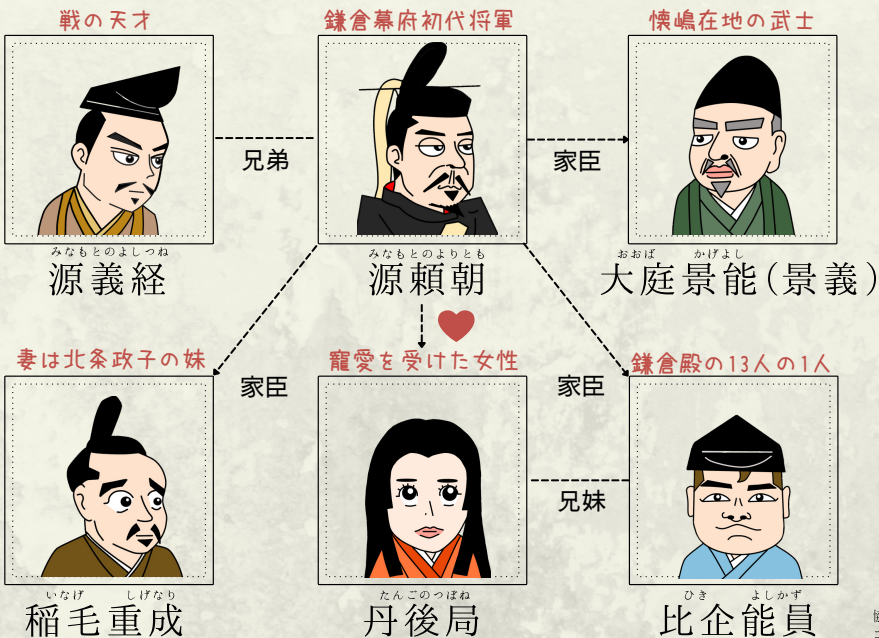 戦の天才
鎌倉幕府初代将軍
懐嶋在地の武士
兄弟
家臣
みなもとのよしつね
源義経
みなもとのよりとも
源頼朝
おおば かげよし
大庭景能(景義)
妻は北条政子の妹
寵愛を受けた女性
鎌倉殿の13人の1人
家臣
家臣
兄妹
いなげ しげなり
稲毛重成
たんごのつぼね
丹後局
ひき よしかず
比企能員